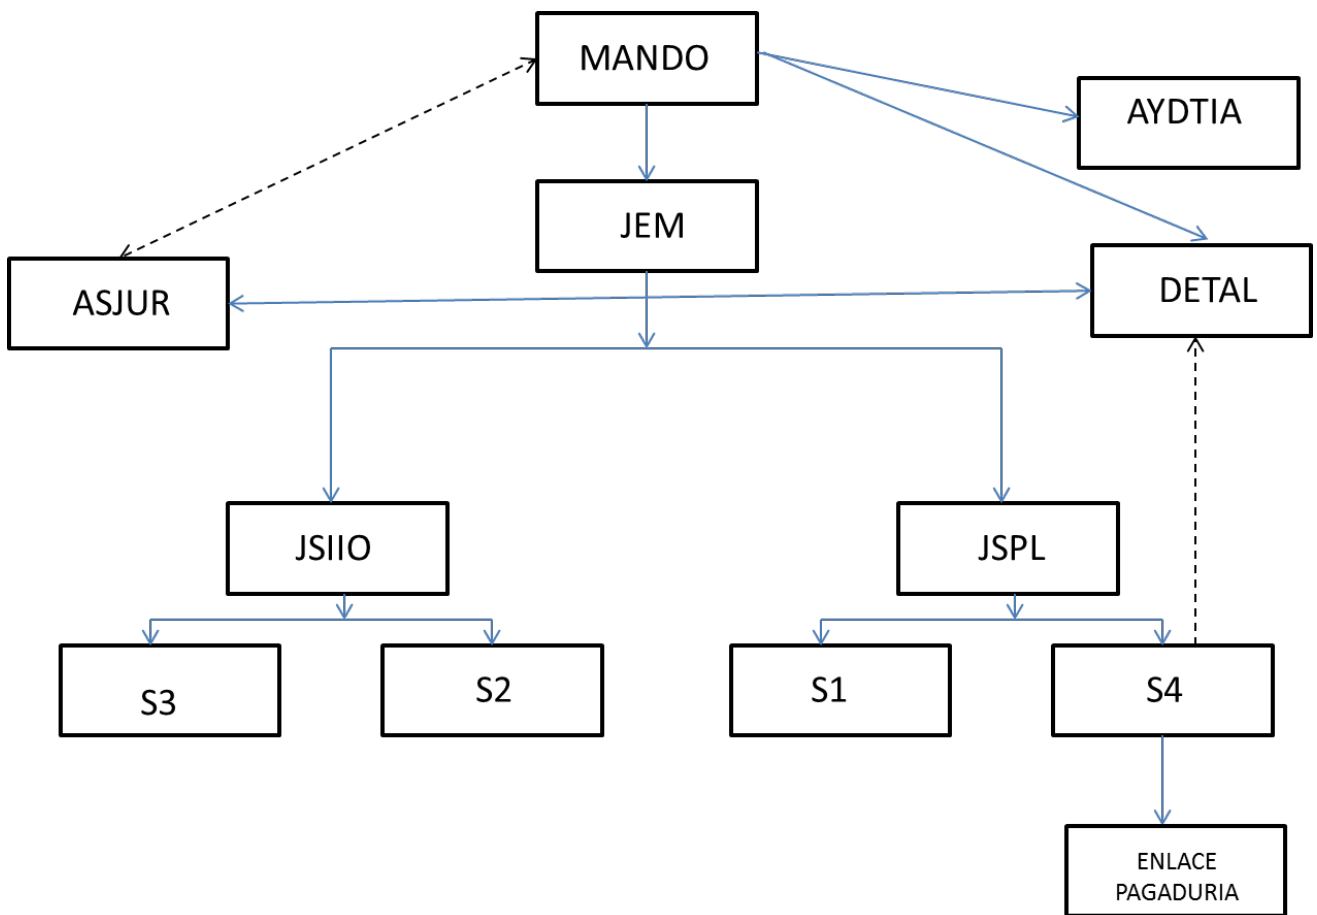 MANDO
AYDTIA
JEM
ASJUR
DETAL
JSIIO
JSPL
S3
S2
S1
S4
ENLACE
PAGADURIA